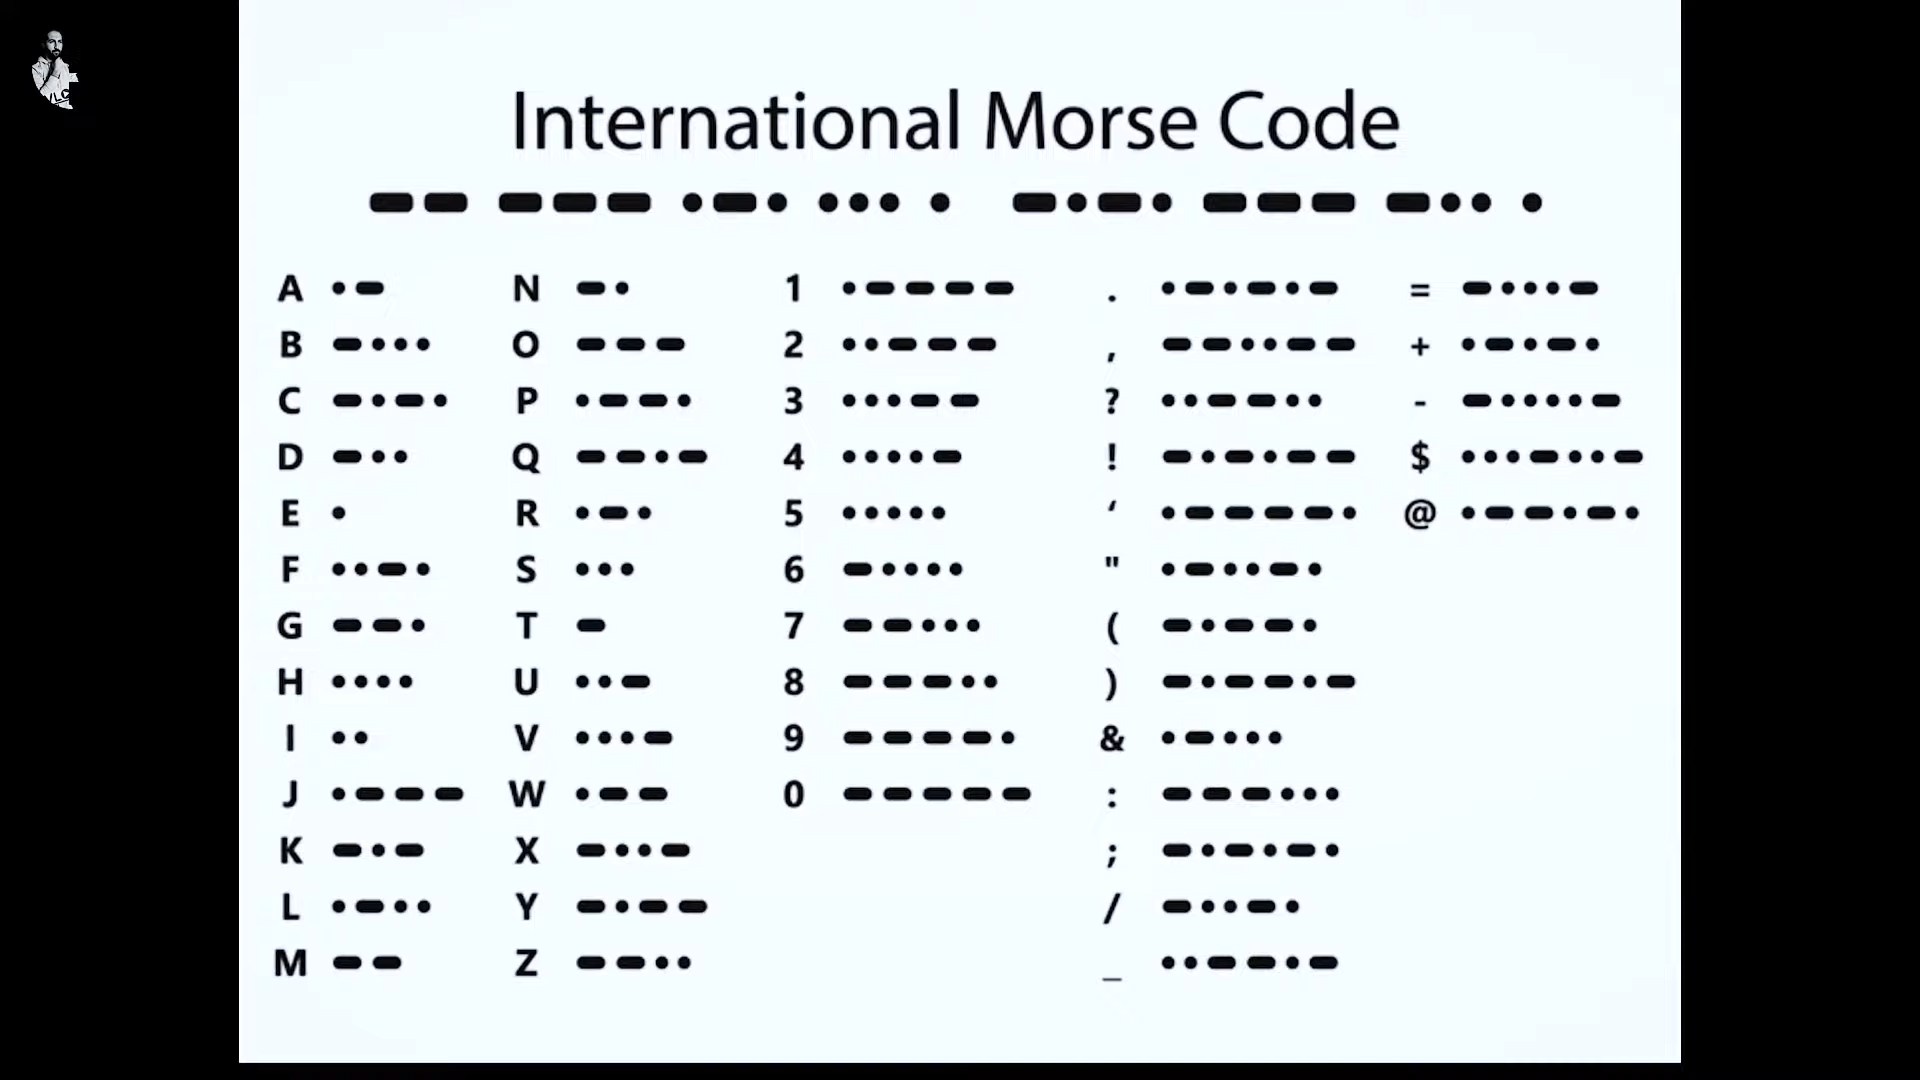 International Morse Code
−− −−− ·−· ··· · −·−· −−− −·· ·
A ·− N −· 1 ·−−−− . ·−·−·− = −···−
B −··· O −−− 2 ··−−− , −−··−− + ·−·−·
C −·−· P ·−−· 3 ···−− ? ··−−·· - −····−
D −·· Q −−·− 4 ····− ! −·−·−− $ ···−··−
E · R ·−· 5 ····· ‘ ·−−−−· @ ·−−·−·
F ··−· S ··· 6 −···· " ·−··−·
G −−· T − 7 −−··· ( −·−−·
H ···· U ··− 8 −−−·· ) −·−−·−
I ·· V ···− 9 −−−−· & ·−···
J ·−−− W ·−− 0 −−−−− : −−−···
K −·− X −··− ; −·−·−·
L ·−·· Y −·−− / −··−·
M −− Z −−·· _ ··−−·−